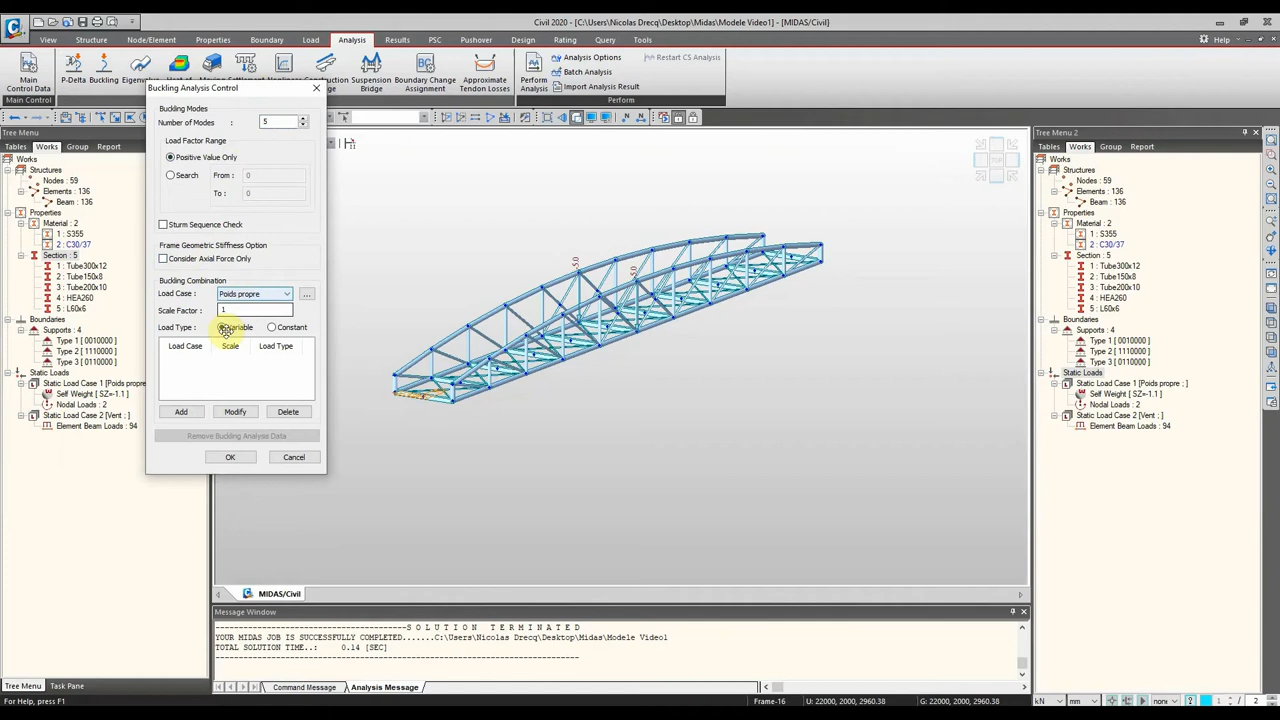 Civil 2020 - [C:\Users\Nicolas Drecq\Desktop\Midas\Modele Video1] - [MIDAS/Civil]
View Structure Node/Element Properties Boundary Load Analysis Results PSC Pushover Design Rating Query Tools Help
Main Control Data
P-Delta
Buckling
Suspension Bridge
Boundary Change Assignment
Approximate Tendon Losses
Perform Analysis
Analysis Options
Batch Analysis
Import Analysis Result
Restart CS Analysis
Main Control
Perform
Tree Menu
Tables Works Group Report
Works
Structures
Nodes : 59
Elements : 136
Beam : 136
Properties
Material : 2
1 : S355
2 : C30/37
Section : 5
1 : Tube300x12
2 : Tube150x8
3 : Tube200x10
4 : HEA260
5 : L60x6
Boundaries
Supports : 4
Type 1 [ 0010000 ]
Type 2 [ 1110000 ]
Type 3 [ 0110000 ]
Static Loads
Static Load Case 1 [Poids propre
Self Weight [ SZ=-1.1 ]
Nodal Loads : 2
Static Load Case 2 [Vent ; ]
Element Beam Loads : 94
Tree Menu Task Pane
Buckling Analysis Control
Buckling Modes
Number of Modes : 5
Load Factor Range
Positive Value Only
Search From : 0
To : 0
Sturm Sequence Check
Frame Geometric Stiffness Option
Consider Axial Force Only
Buckling Combination
Load Case : Poids propre ...
Scale Factor : 1
Load Type : Variable Constant
Load Case Scale Load Type
Add Modify Delete
Remove Buckling Analysis Data
OK Cancel
-5.0
-5.0
TOP
MIDAS/Civil
Message Window
S O L U T I O N T E R M I N A T E D
YOUR MIDAS JOB IS SUCCESSFULLY COMPLETED.......C:\Users\Nicolas Drecq\Desktop\Midas\Modele Video1
TOTAL SOLUTION TIME..: 0.14 [SEC]
Command Message Analysis Message
Tree Menu 2
Tables Works Group Report
Works
Structures
Nodes : 59
Elements : 136
Beam : 136
Properties
Material : 2
1 : S355
2 : C30/37
Section : 5
1 : Tube300x12
2 : Tube150x8
3 : Tube200x10
4 : HEA260
5 : L60x6
Boundaries
Supports : 4
Type 1 [ 0010000 ]
Type 2 [ 1110000 ]
Type 3 [ 0110000 ]
Static Loads
Static Load Case 1 [Poids propre ; ]
Self Weight [ SZ=-1.1 ]
Nodal Loads : 2
Static Load Case 2 [Vent ; ]
Element Beam Loads : 94
For Help, press F1
Frame-16
U: 22000, 22000, 2960.38
G: 22000, 22000, 2960.38
kN
mm
none
2